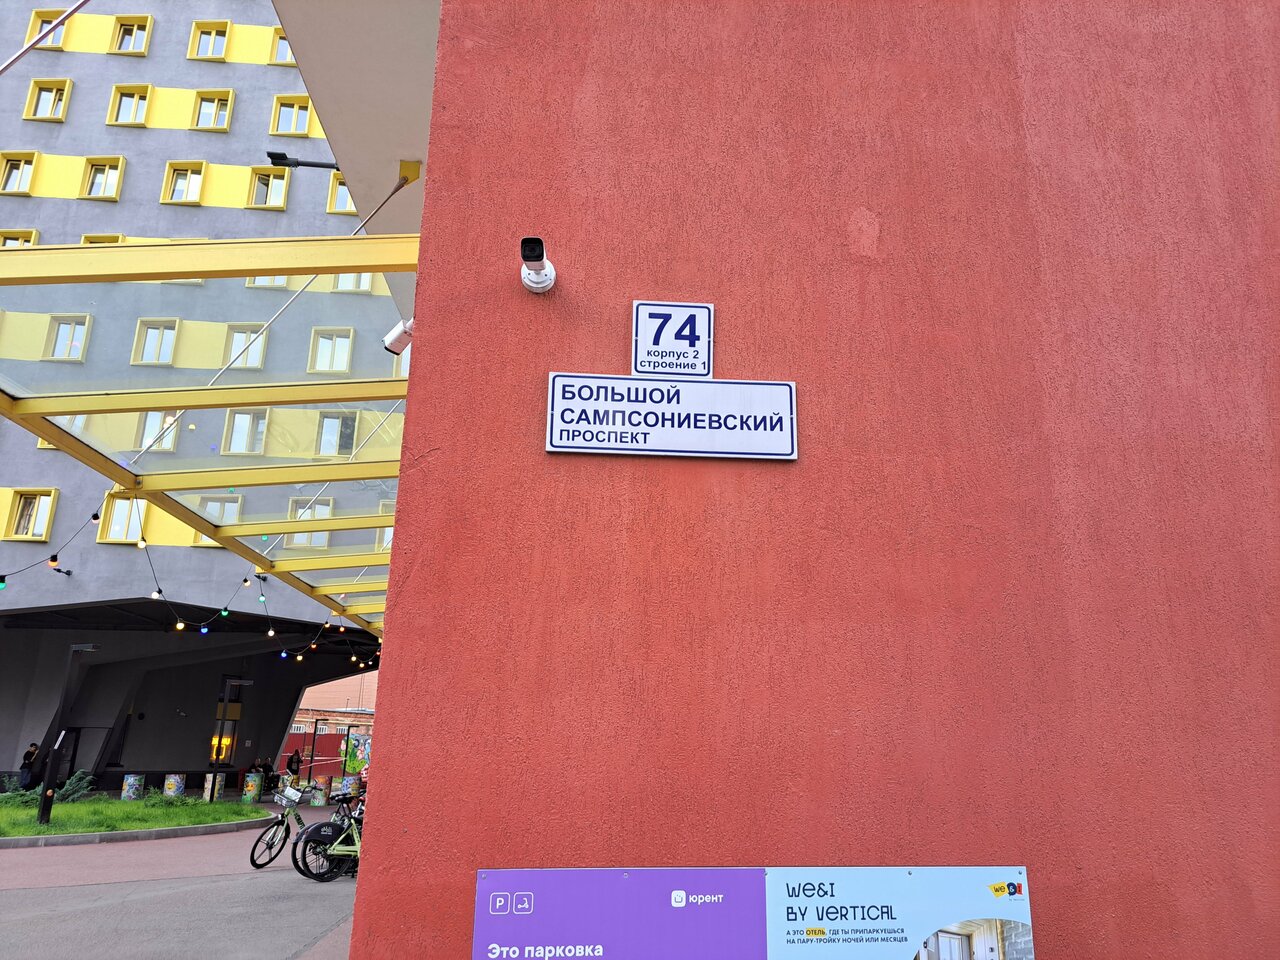 74
корпус 2
строение 1
БОЛЬШОЙ
САМПСОНИЕВСКИЙ
ПРОСПЕКТ
P
юрент
Это парковка
WE&I
BY VERTICAL
А ЭТО ОТЕЛЬ, ГДЕ ТЫ ПРИПАРКУЕШЬСЯ
НА ПАРУ-ТРОЙКУ НОЧЕЙ ИЛИ МЕСЯЦЕВ
we&I